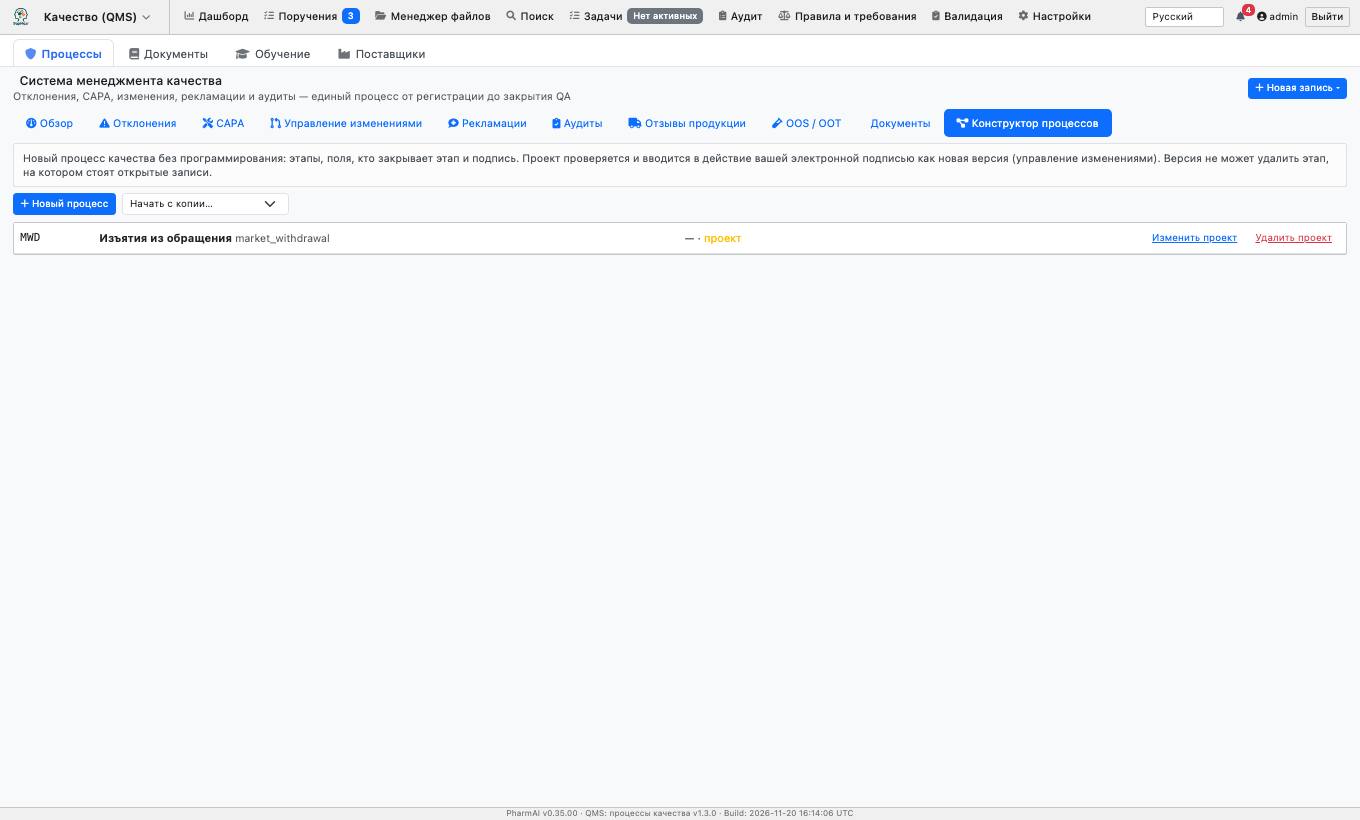 Качество (QMS) Дашборд Поручения 3 Менеджер файлов Поиск Задачи Нет активных Аудит Правила и требования Валидация Настройки Русский 4 admin Выйти
Процессы Документы Обучение Поставщики
Система менеджмента качества
Отклонения, CAPA, изменения, рекламации и аудиты — единый процесс от регистрации до закрытия QA
+ Новая запись
Обзор Отклонения CAPA Управление изменениями Рекламации Аудиты Отзывы продукции OOS / OOT Документы Конструктор процессов
Новый процесс качества без программирования: этапы, поля, кто закрывает этап и подпись. Проект проверяется и вводится в действие вашей электронной подписью как новая версия (управление изменениями). Версия не может удалить этап,
на котором стоят открытые записи.
+ Новый процесс Начать с копии...
MWD Изъятия из обращения market_withdrawal — · проект Изменить проект Удалить проект
PharmAI v0.35.00 · QMS: процессы качества v1.3.0 · Build: 2026-11-20 16:14:06 UTC